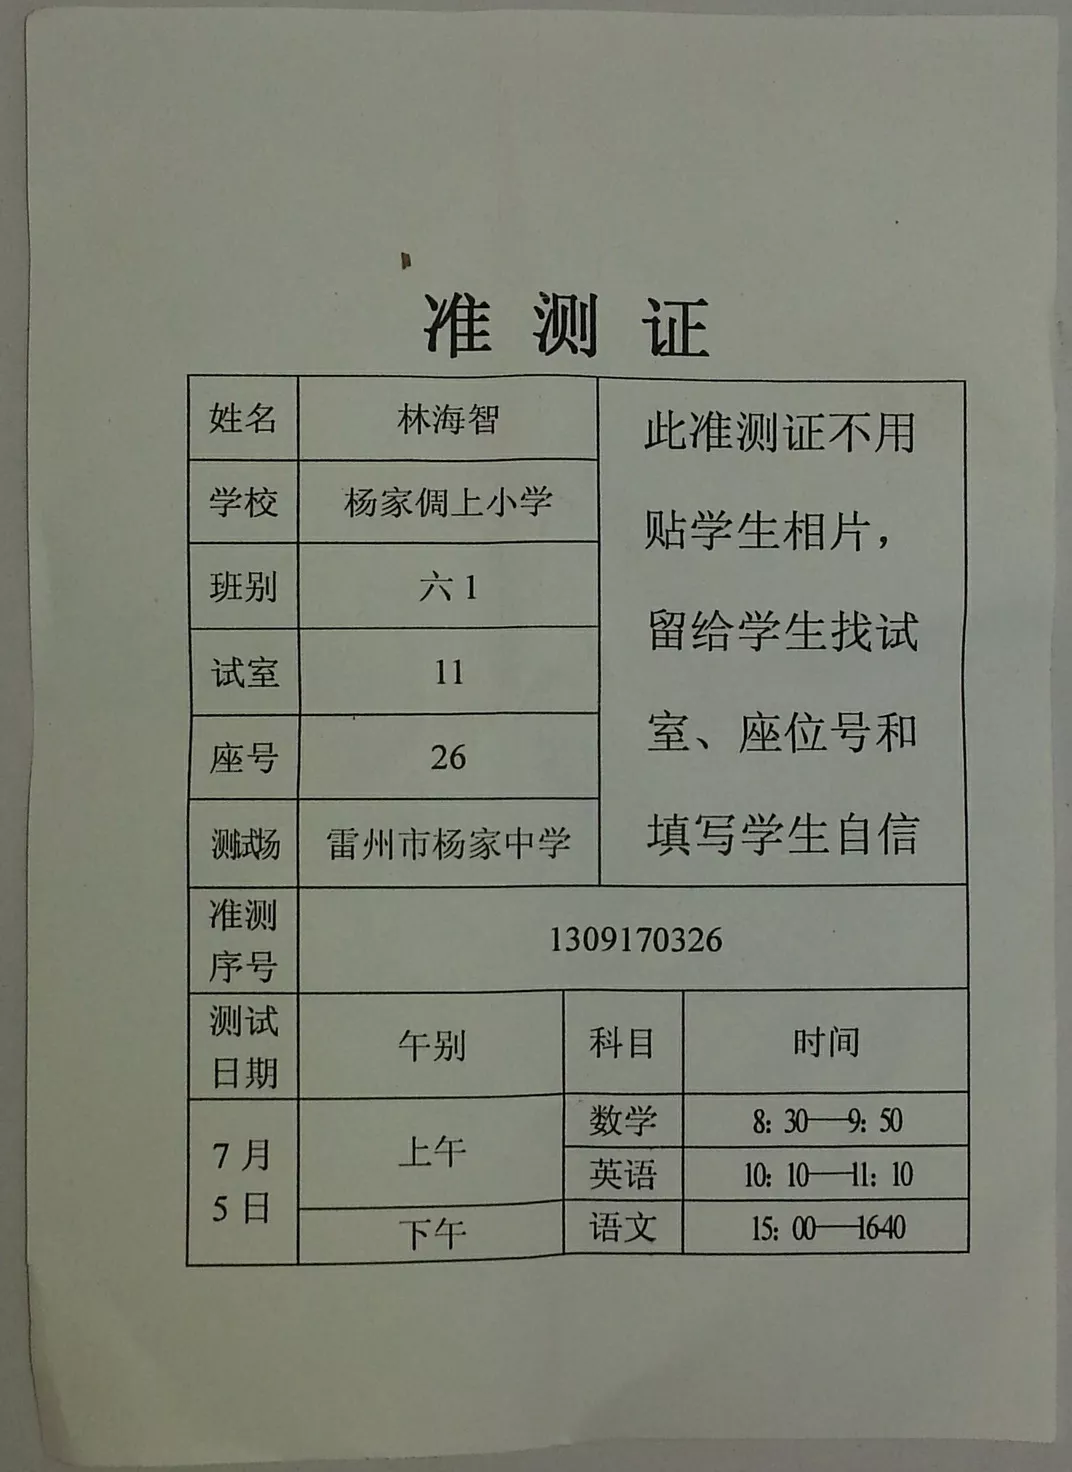 准 测 证
姓名 林海智
学校 杨家倜上小学
班别 六 1
试室 11
座号 26
测试场 雷州市杨家中学
此准测证不用
贴学生相片，
留给学生找试
室、座位号和
填写学生自信
准测
序号
1309170326
测试
日期
午别 科目 时间
7 月
5 日
上午
数学 8：30—9：50
英语 10：10—11：10
下午
语文 15：00—1640